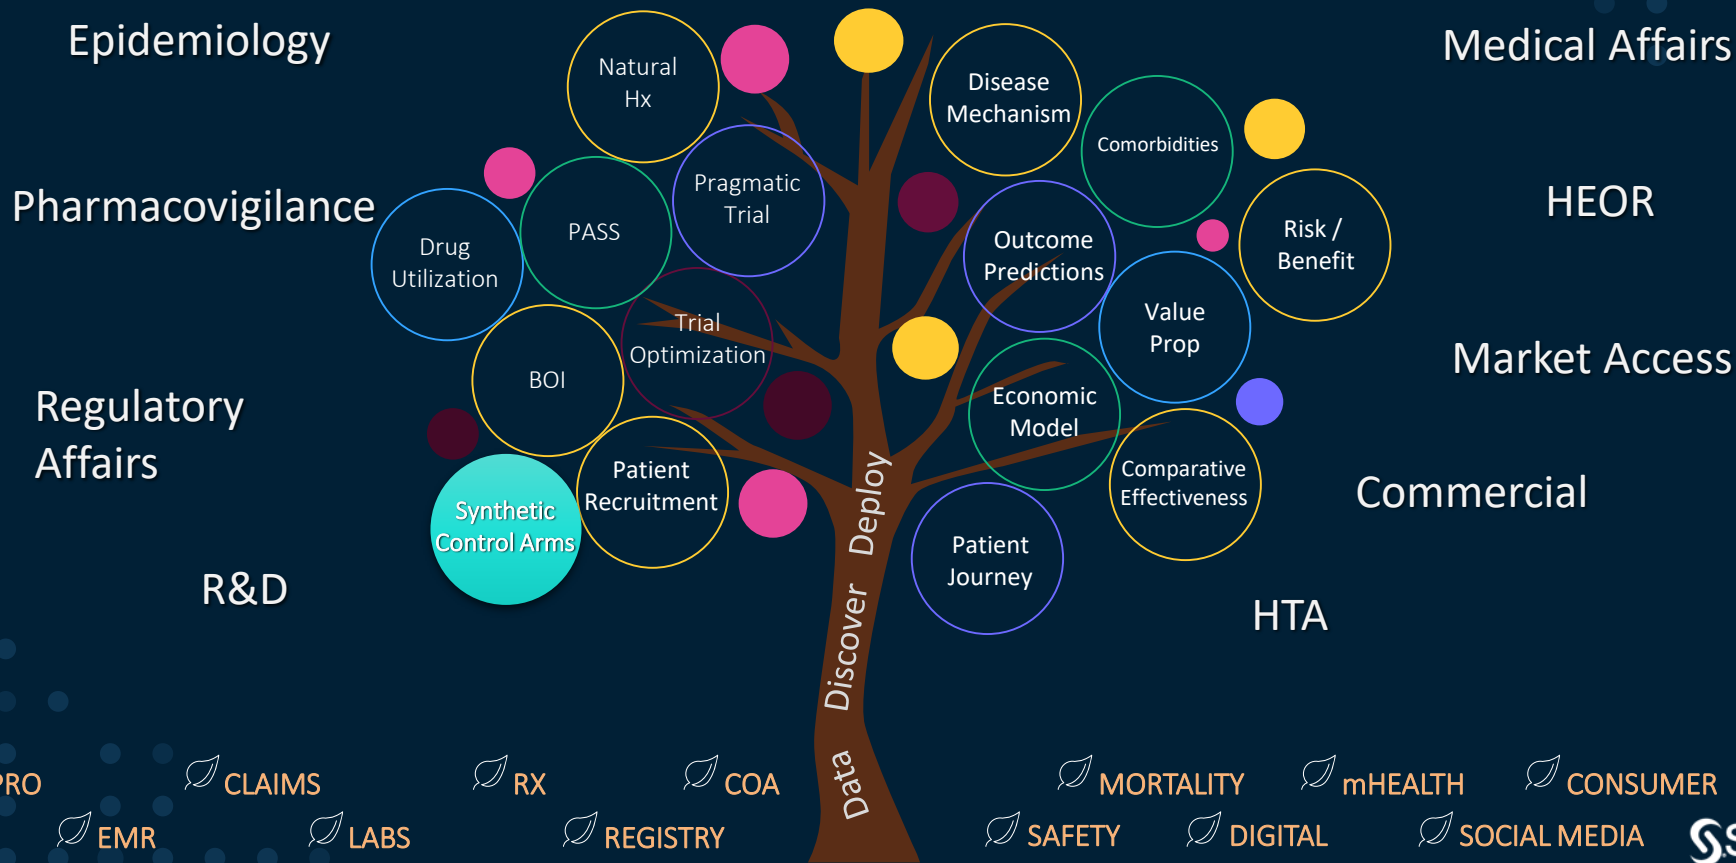 Epidemiology
Medical Affairs
Natural
Hx
Disease
Mechanism
Comorbidities
Pharmacovigilance
HEOR
Pragmatic
Trial
PASS
Drug
Utilization
Outcome
Predictions
Risk /
Benefit
Value
Prop
Trial
Optimization
Market Access
BOI
Regulatory
Affairs
Economic
Model
Patient
Recruitment
Comparative
Effectiveness
Commercial
Synthetic
Control Arms
Patient
Journey
R&D
HTA
Data Discover Deploy
PRO
CLAIMS
RX
COA
MORTALITY
mHEALTH
CONSUMER
EMR
LABS
REGISTRY
SAFETY
DIGITAL
SOCIAL MEDIA